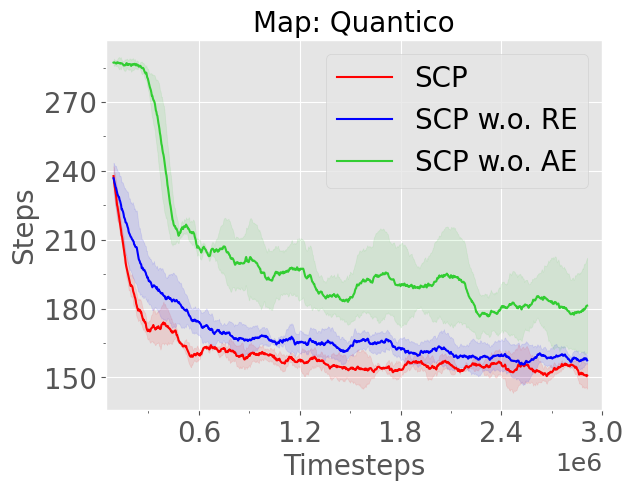 Map: Quantico
SCP
SCP w.o. RE
SCP w.o. AE
Steps
270
240
210
180
150
0.6 1.2 1.8 2.4 3.0
Timesteps
1e6